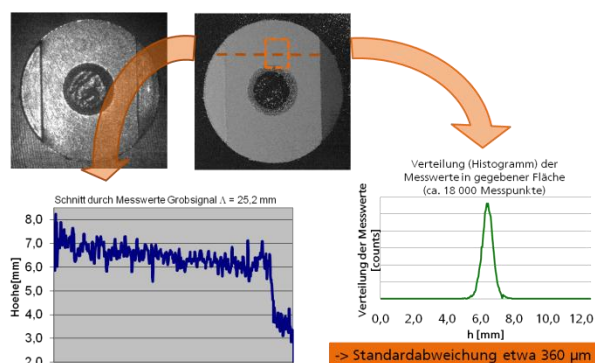 Verteilung (Histogramm) der
Messwerte in gegebener Fläche
(ca. 18 000 Messpunkte)
Schnitt durch Messwerte Grobsignal Λ = 25,2 mm
Hoehe[mm]
8,0
7,0
6,0
5,0
4,0
3,0
2,0
Verteilung der Messwerte
[counts]
0,0 2,0 4,0 6,0 8,0 10,0 12,0
h [mm]
-> Standardabweichung etwa 360 µm